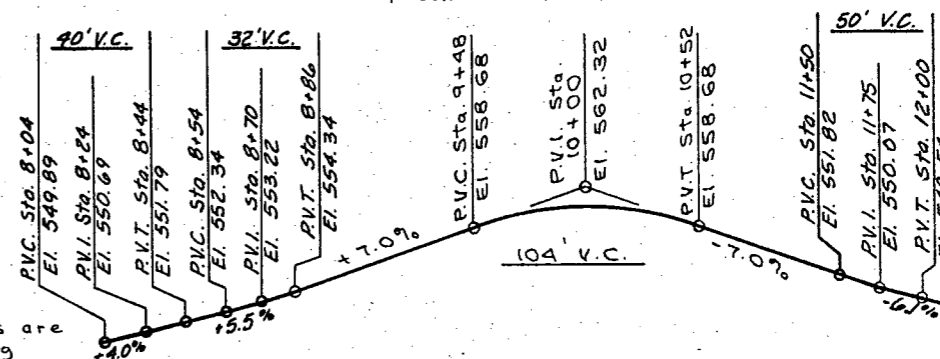 40' V.C.
32' V.C.
50' V.C.
P.V.C. Sta. 8+04
El. 549.89
P.V.I. Sta. 8+24
El. 550.69
P.V.T. Sta. 8+44
El. 551.79
P.V.C. Sta. 8+54
El. 552.34
P.V.I. Sta. 8+70
El. 553.22
P.V.T. Sta. 8+86
El. 554.34
P.V.C. Sta 9+48
El. 558.68
P.V.I. Sta.
10+00
El. 562.32
P.V.T. Sta 10+52
El. 558.68
P.V.C. Sta. 11+50
El. 551.82
P.V.I. Sta. 11+75
El. 550.07
P.V.T. Sta. 12+00
+7.0%
104' V.C.
-7.0%
+5.5%
-6.1%
s are
+4.0%
g